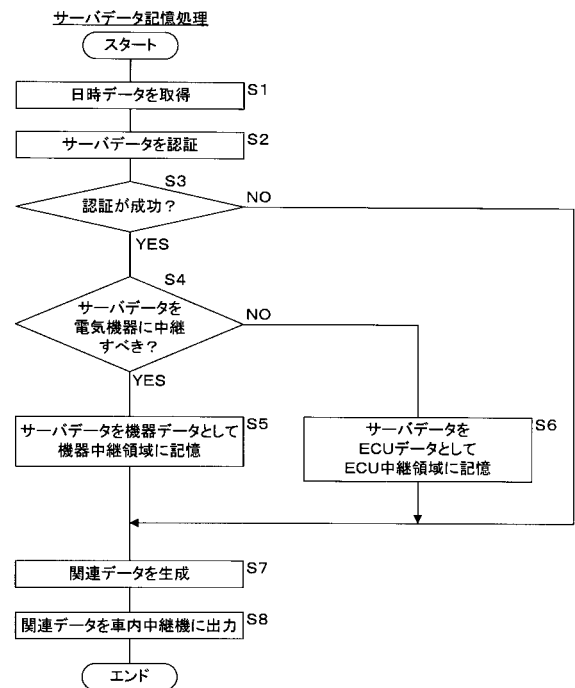 サーバデータ記憶処理
スタート
日時データを取得
S1
サーバデータを認証
S2
S3
認証が成功？
NO
YES
S4
サーバデータを
電気機器に中継
すべき？
NO
YES
サーバデータを機器データとして
機器中継領域に記憶
S5
サーバデータを
ECUデータとして
ECU中継領域に記憶
S6
関連データを生成
S7
関連データを車内中継機に出力
S8
エンド